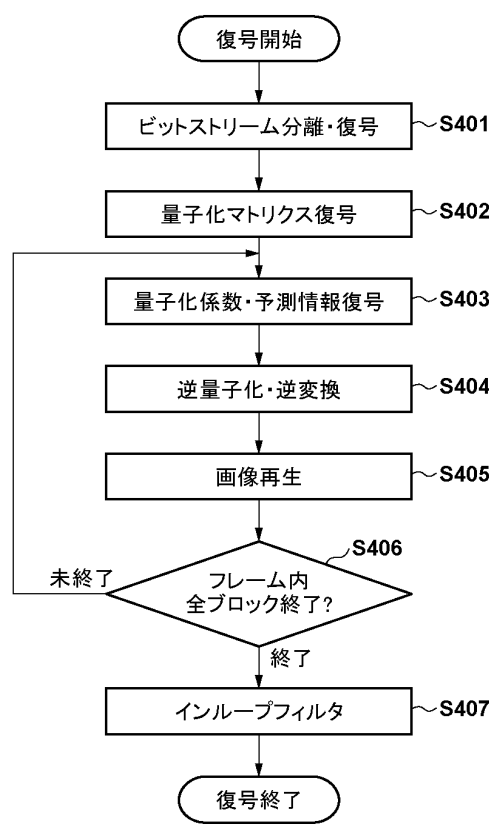 復号開始
ビットストリーム分離・復号
S401
量子化マトリクス復号
S402
量子化係数・予測情報復号
S403
逆量子化・逆変換
S404
画像再生
S405
S406
未終了
フレーム内
全ブロック終了?
終了
インループフィルタ
S407
復号終了